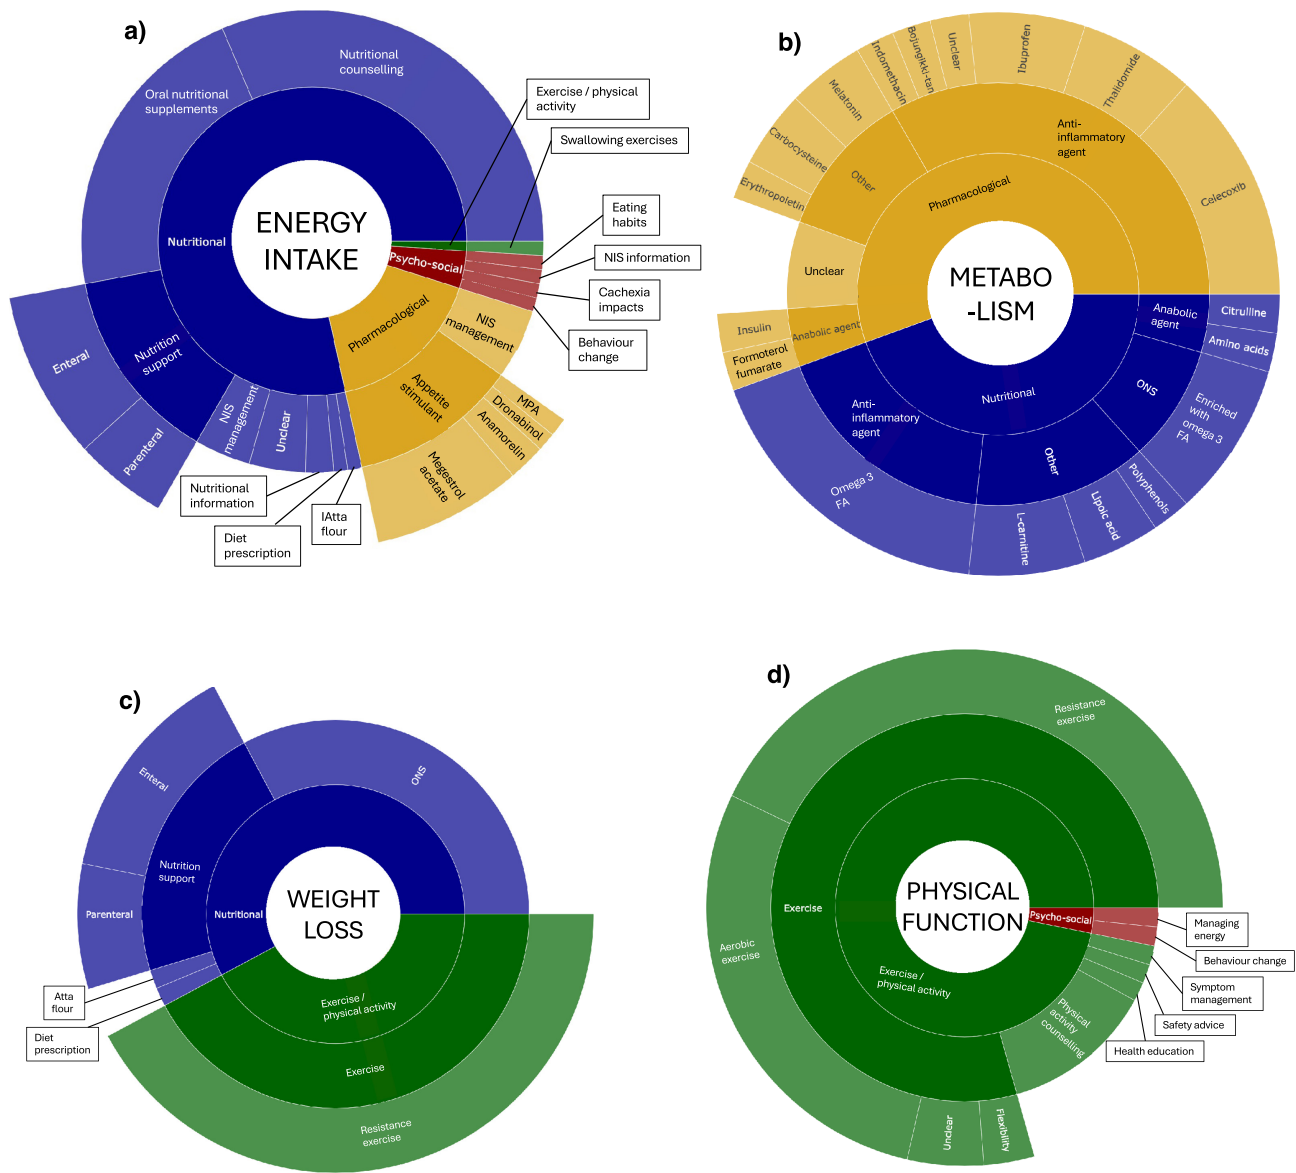 a)
Nutritional
counselling
Oral nutritional
supplements
Exercise / physical
activity
Swallowing exercises
Eating
habits
NIS information
Cachexia
impacts
Behaviour
change
ENERGY
INTAKE
Nutritional
Psycho-social
Pharmacological
NIS
management
Appetite
stimulant
MPA
Dronabinol
Anamorelin
Megestrol
acetate
Enteral
Nutrition
support
Parenteral
NIS
management
Unclear
Nutritional
information
Diet
prescription
IAtta
flour
b)
Erythropoietin
Carbocysteine
Melatonin
Indomethacin
Bojungikki-tan
Unclear
Ibuprofen
Thalidomide
Celecoxib
Other
Anti-
inflammatory
agent
Pharmacological
Unclear
Insulin
Formoterol
fumarate
Anabolic agent
METABO
-LISM
Nutritional
Anabolic
agent
Citrulline
Amino acids
ONS
Enriched
with
omega 3
FA
Anti-
inflammatory
agent
Omega 3
FA
Other
L-carnitine
Lipoic acid
Polyphenols
c)
Enteral
ONS
Nutrition
support
Parenteral
Nutritional
WEIGHT
LOSS
Atta
flour
Diet
prescription
Exercise /
physical activity
Exercise
Resistance
exercise
d)
Resistance
exercise
Exercise
Aerobic
exercise
PHYSICAL
FUNCTION
Psycho-social
Exercise /
physical activity
Managing
energy
Behaviour change
Symptom
management
Safety advice
Health education
Physical
activity
counselling
Unclear
Flexibility